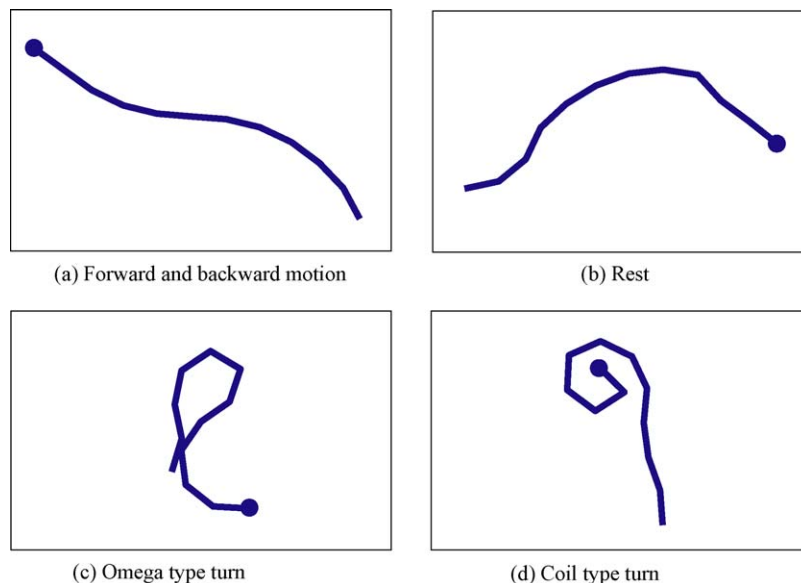 (a) Forward and backward motion
(b) Rest
(c) Omega type turn
(d) Coil type turn